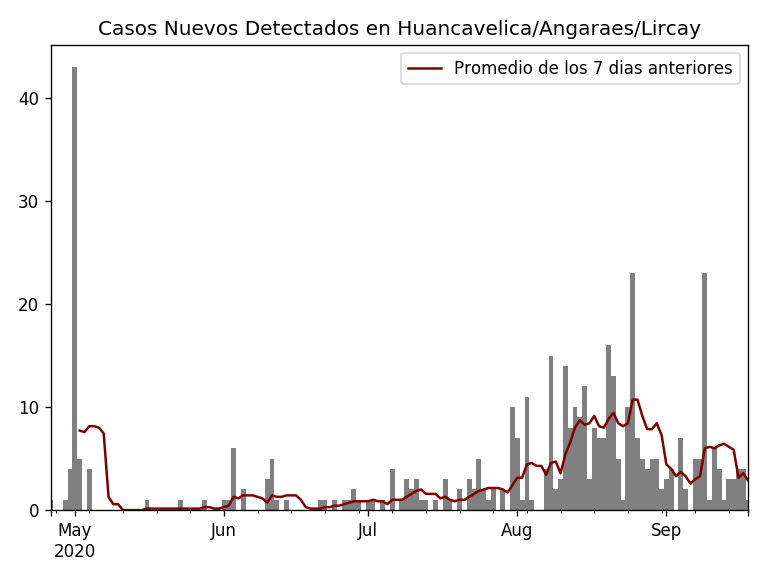 Casos Nuevos Detectados en Huancavelica/Angaraes/Lircay
Promedio de los 7 dias anteriores
40
30
20
10
0
May Jun Jul Aug Sep
2020